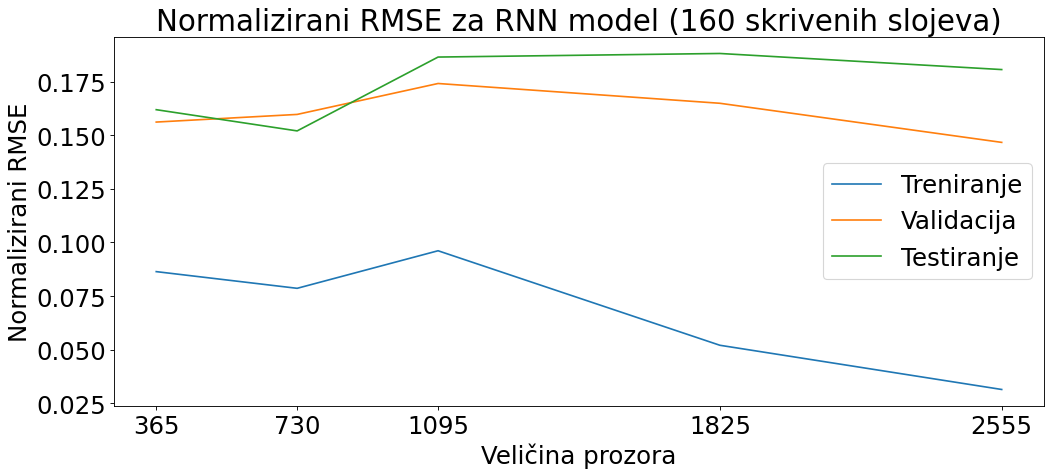 Normalizirani RMSE za RNN model (160 skrivenih slojeva)
Normalizirani RMSE
0.175
0.150
0.125
0.100
0.075
0.050
0.025
Treniranje
Validacija
Testiranje
365 730 1095 1825 2555
Veličina prozora